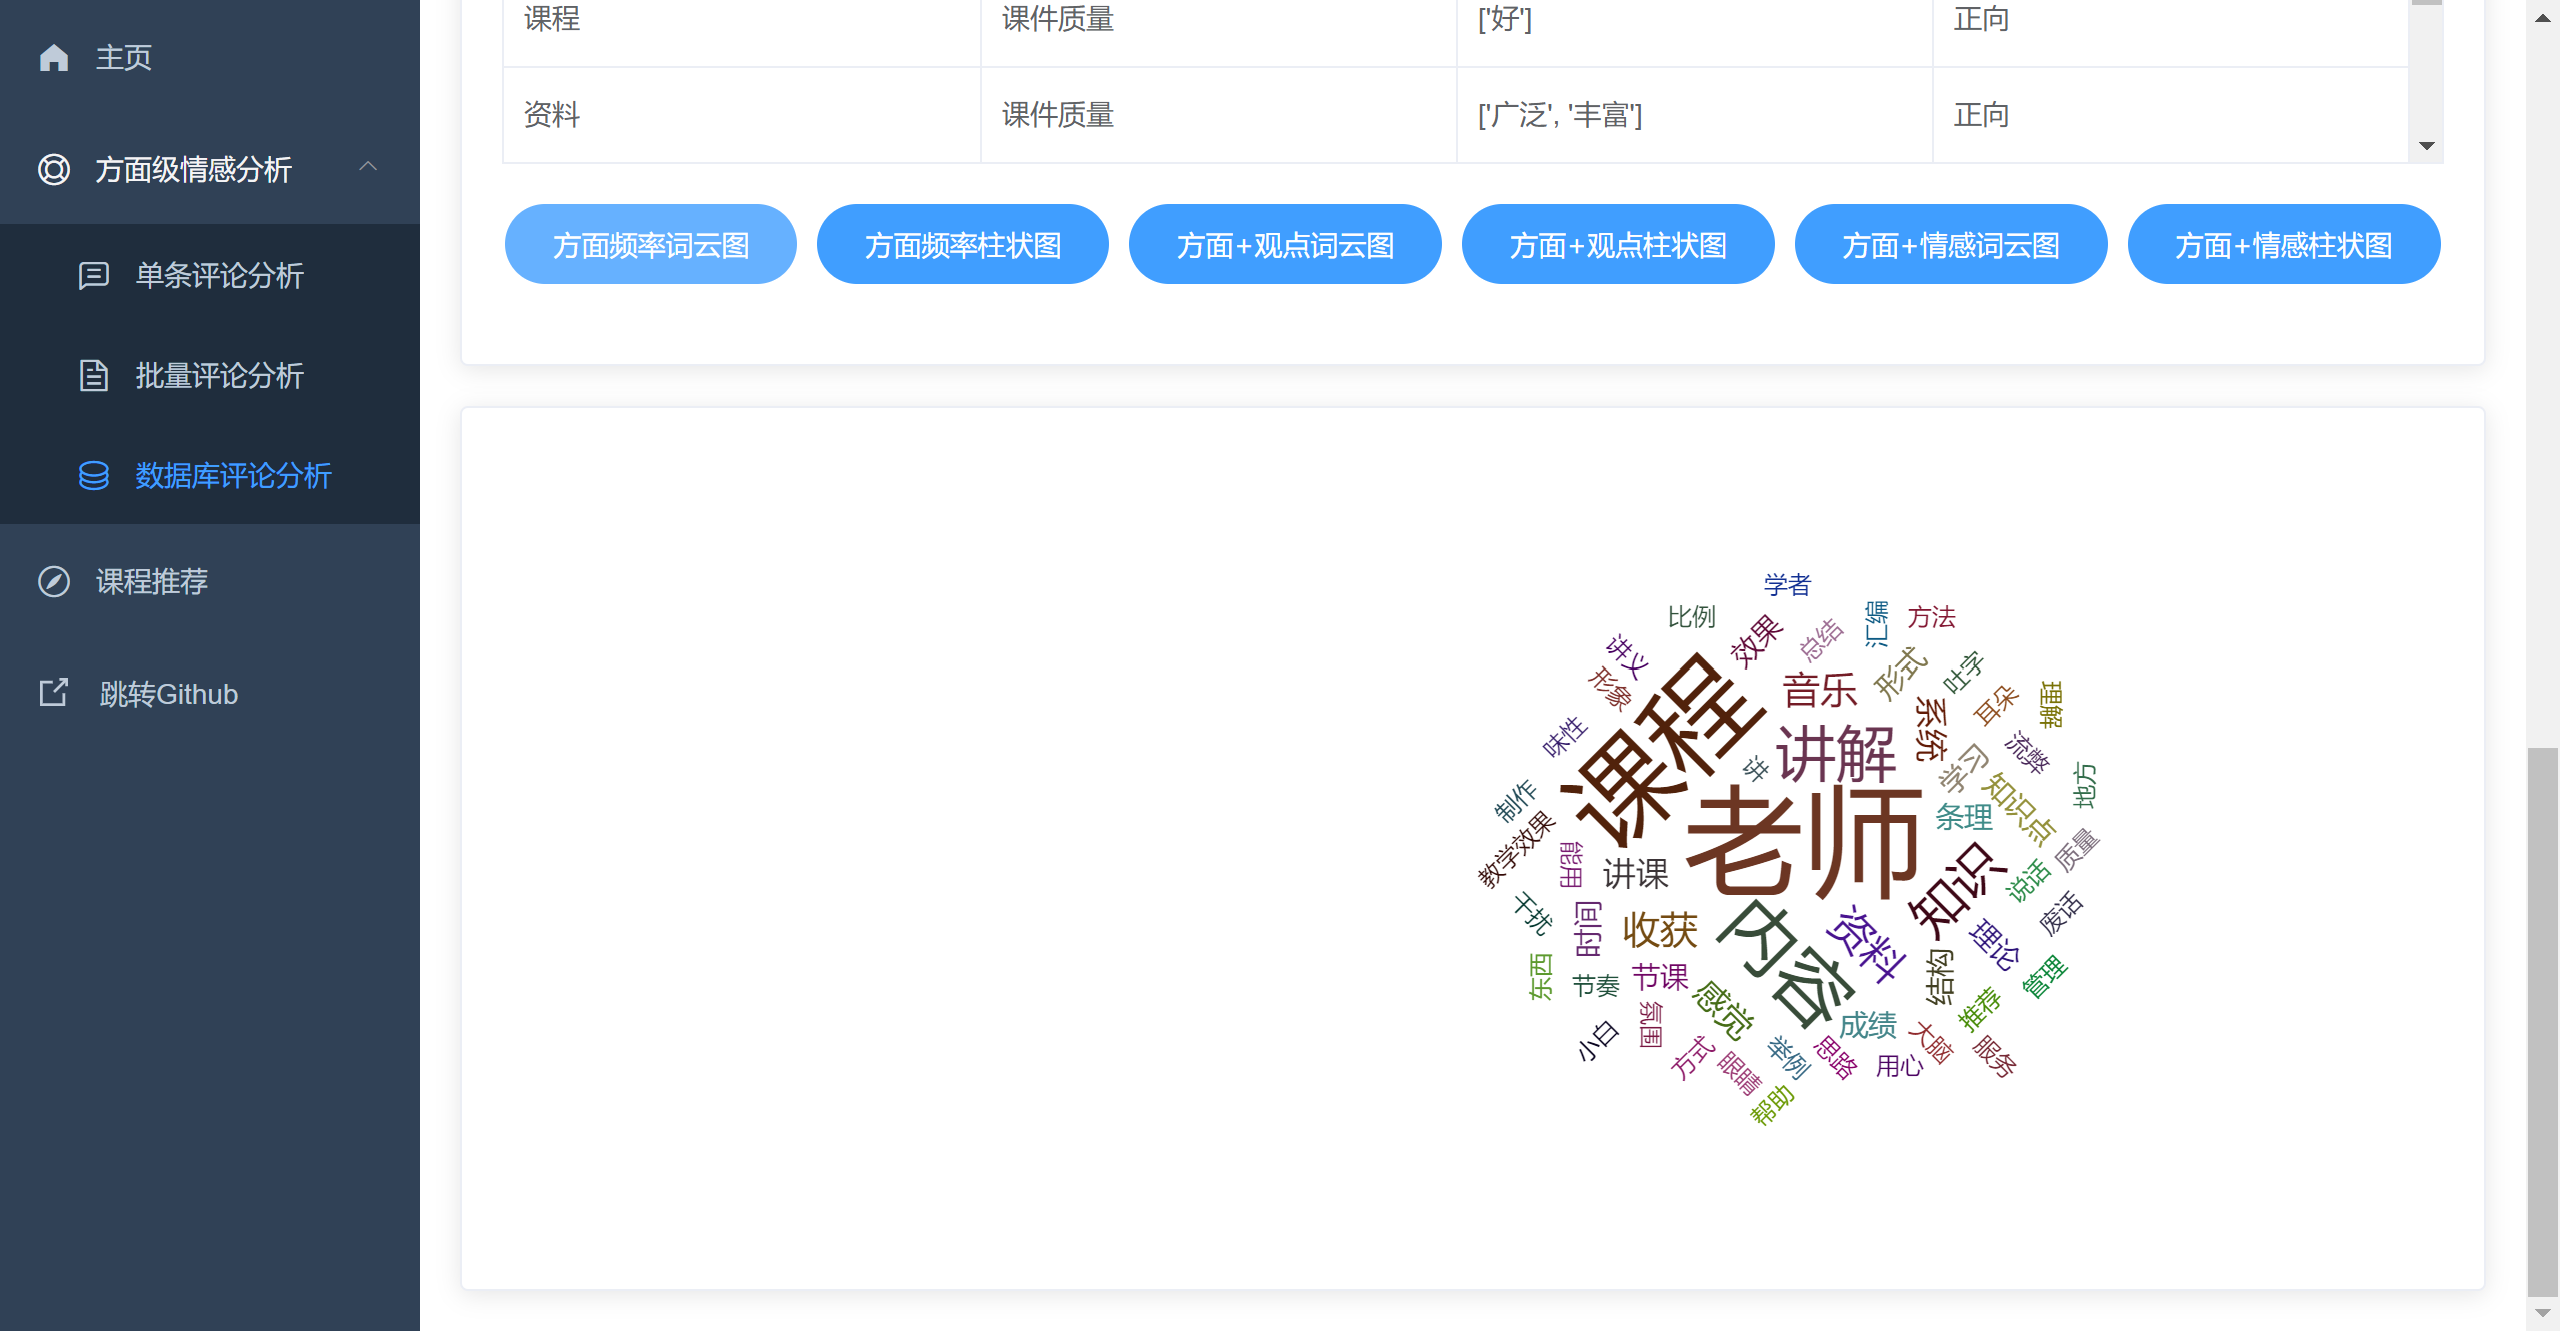 主页
方面级情感分析
单条评论分析
批量评论分析
数据库评论分析
课程推荐
跳转Github
课程 课件质量 ['好'] 正向
资料 课件质量 ['广泛', '丰富'] 正向
方面频率词云图 方面频率柱状图 方面+观点词云图 方面+观点柱状图 方面+情感词云图 方面+情感柱状图
学者
比例
效果
总结
汇编
方法
讲义
形象
课程
音乐
形式
吐字
耳朵
理解
味性
讲
讲解
系统
学习
流弊
地方
制作
教学效果
能用
讲课
老师
条理
知识点
质量
说话
废话
干扰
时间
收获
内容
资料
知识
理论
管理
东西
节奏
节课
感觉
结构
推荐
小白
氛围
方式
眼睛
举例
思路
成绩
用心
大脑
服务
帮助